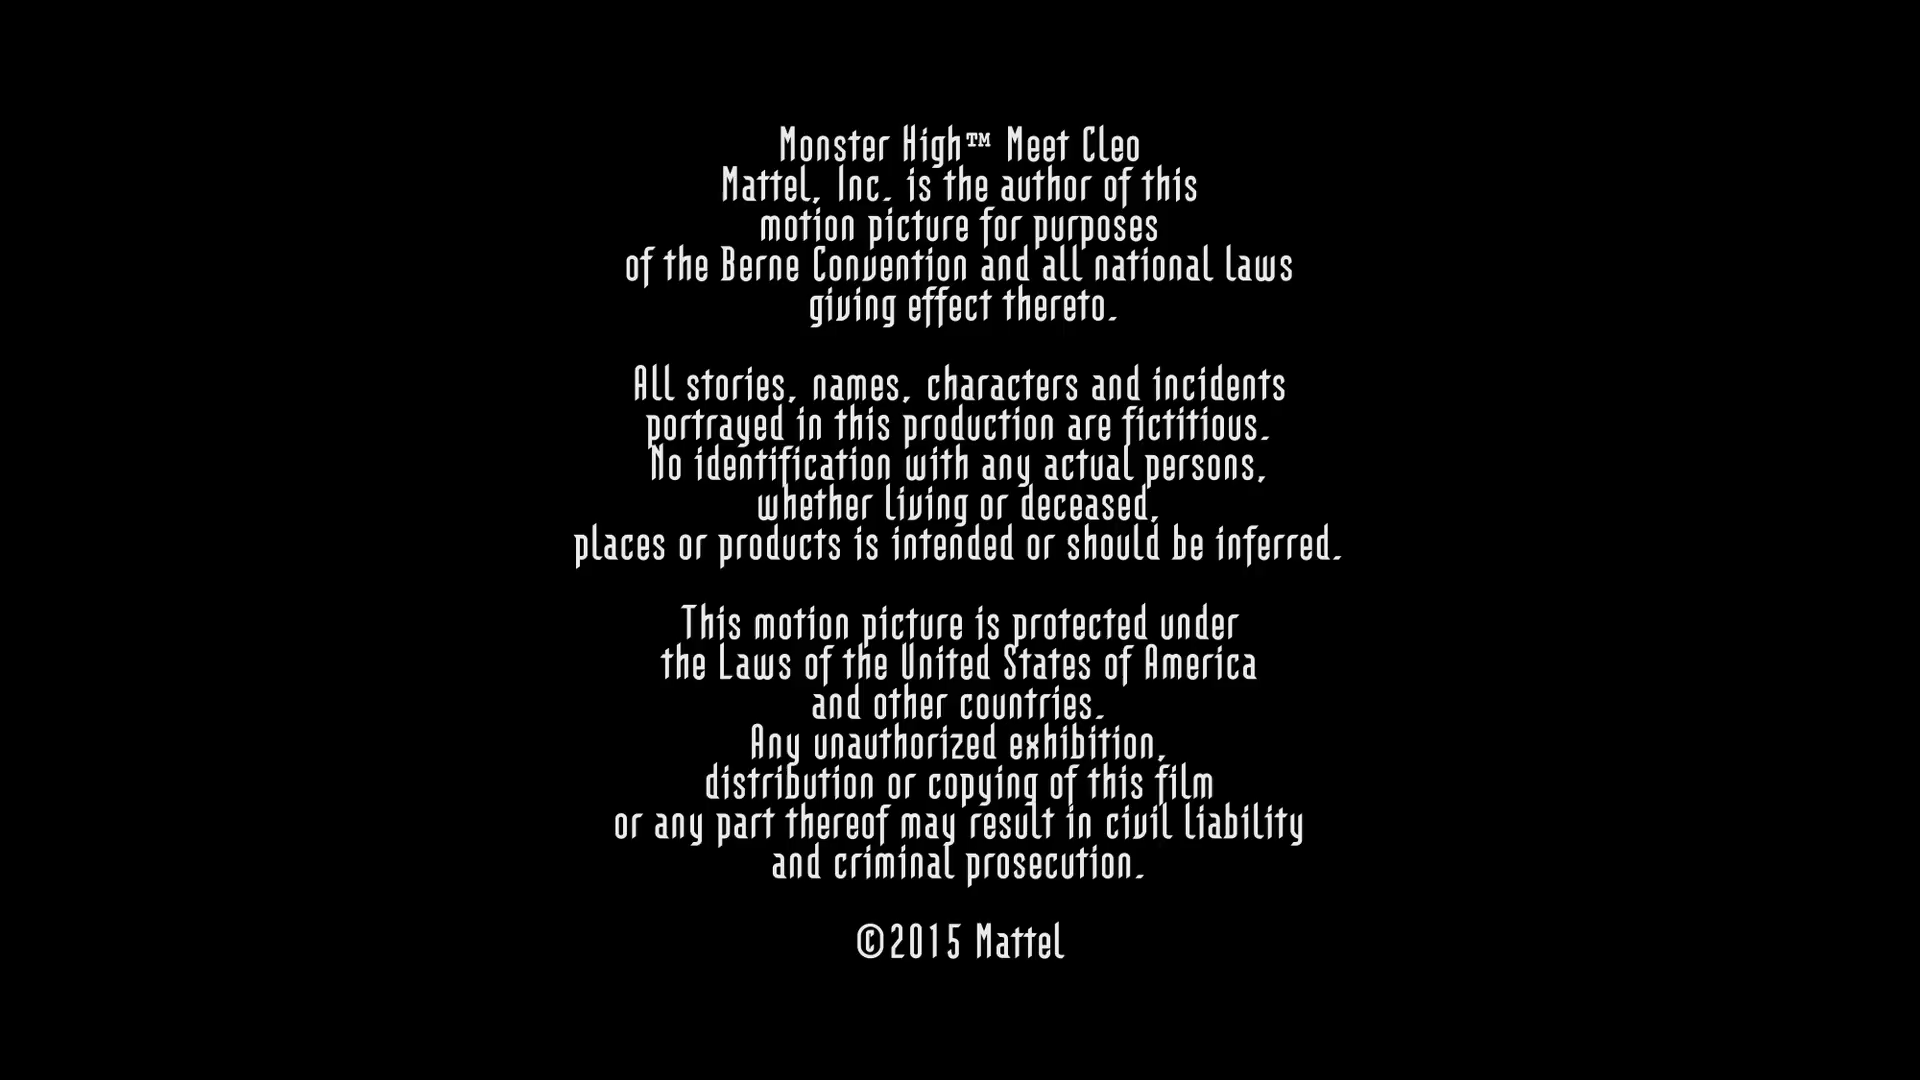 Monster High™ Meet Cleo
Mattel, Inc. is the author of this
motion picture for purposes
of the Berne Convention and all national laws
giving effect thereto.
All stories, names, characters and incidents
portrayed in this production are fictitious.
No identification with any actual persons,
whether living or deceased,
places or products is intended or should be inferred.
This motion picture is protected under
the Laws of the United States of America
and other countries.
Any unauthorized exhibition,
distribution or copying of this film
or any part thereof may result in civil liability
and criminal prosecution.
©2015 Mattel